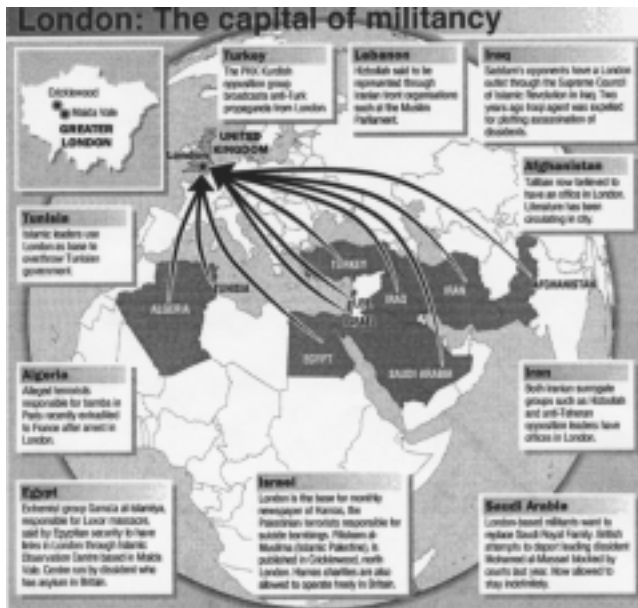 London: The capital of militancy
Cricklewood
Maida Vale
GREATER
LONDON
Turkey
The PKK Kurdish
opposition group
broadcasts anti-Turk
propaganda from London.
Lebanon
Hizbollah said to be
represented through
Iranian front organisations
such as the Muslim
Parliament.
Iraq
Saddam's opponents have a London
outlet through the Supreme Council
of Islamic Revolution in Iraq. Two
years ago Iraqi agent was expelled
for plotting assassination of
dissidents.
UNITED
KINGDOM
London
Afghanistan
Taliban now believed to
have an office in London.
Literature has been
circulating in city.
Tunisia
Islamic leaders use
London as base to
overthrow Tunisian
government.
TURKEY
ALGERIA
TUNISIA
IRAQ
IRAN
AFGHANISTAN
ISRAEL
EGYPT
SAUDI ARABIA
Algeria
Alleged terrorists
responsible for bombs in
Paris recently extradited
to France after arrest in
London.
Iran
Both Iranian surrogate
groups such as Hizbollah
and anti-Teheran
opposition leaders have
offices in London.
Egypt
Extremist group Gama'a al-Islamiya,
responsible for Luxor massacre,
said by Egyptian security to have
links in London through Islamic
Observation Centre based in Maida
Vale. Centre run by dissident who
has asylum in Britain.
Israel
London is the base for monthly
newspaper of Hamas, the
Palestinian terrorists responsible for
suicide bombings. Filisteen al-
Muslima (Islamic Palestine), is
published in Cricklewood, north
London. Hamas charities are also
allowed to operate freely in Britain.
Saudi Arabia
London-based militants want to
replace Saudi Royal Family. British
attempts to deport leading dissident
Mohamed al-Massari blocked by
courts last year. Now allowed to
stay indefinitely.